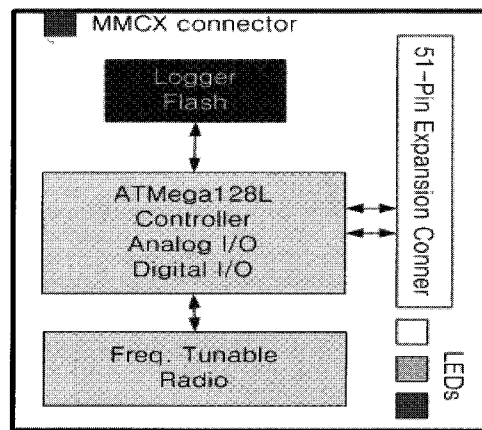 MMCX connector
Logger
Flash
51-Pin Expansion Conner
ATMega128L
Controller
Analog I/O
Digital I/O
Freq. Tunable
Radio
LEDs